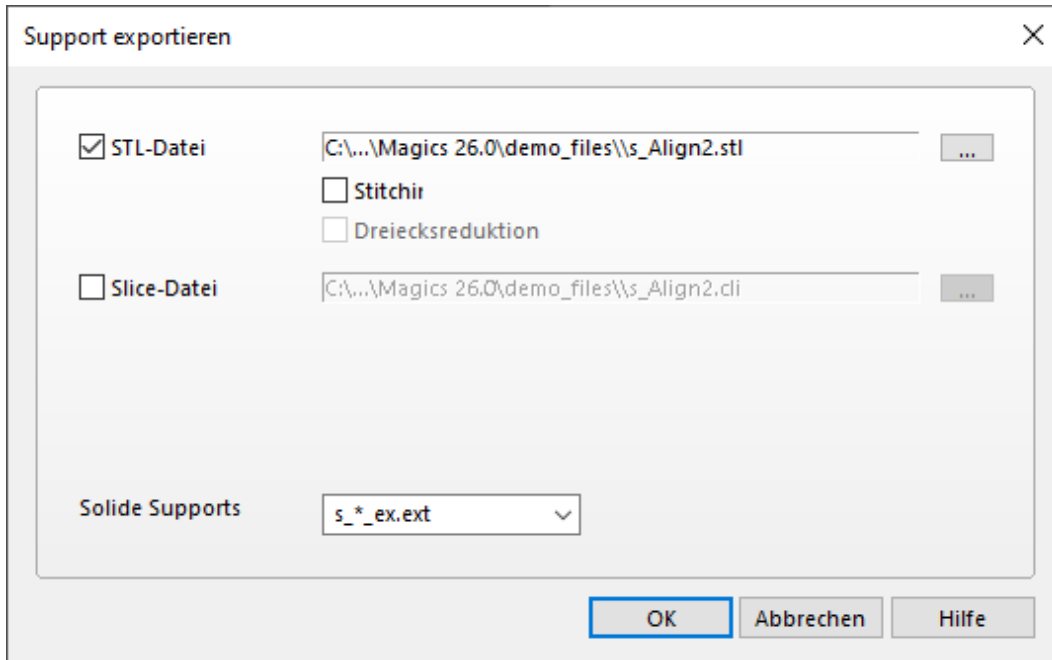 Support exportieren
STL-Datei C:\...\Magics 26.0\demo_files\\s_Align2.stl ...
Stitchir
Dreiecksreduktion
Slice-Datei C:\...\Magics 26.0\demo_files\\s_Align2.cli ...
Solide Supports s_*_ex.ext
OK Abbrechen Hilfe